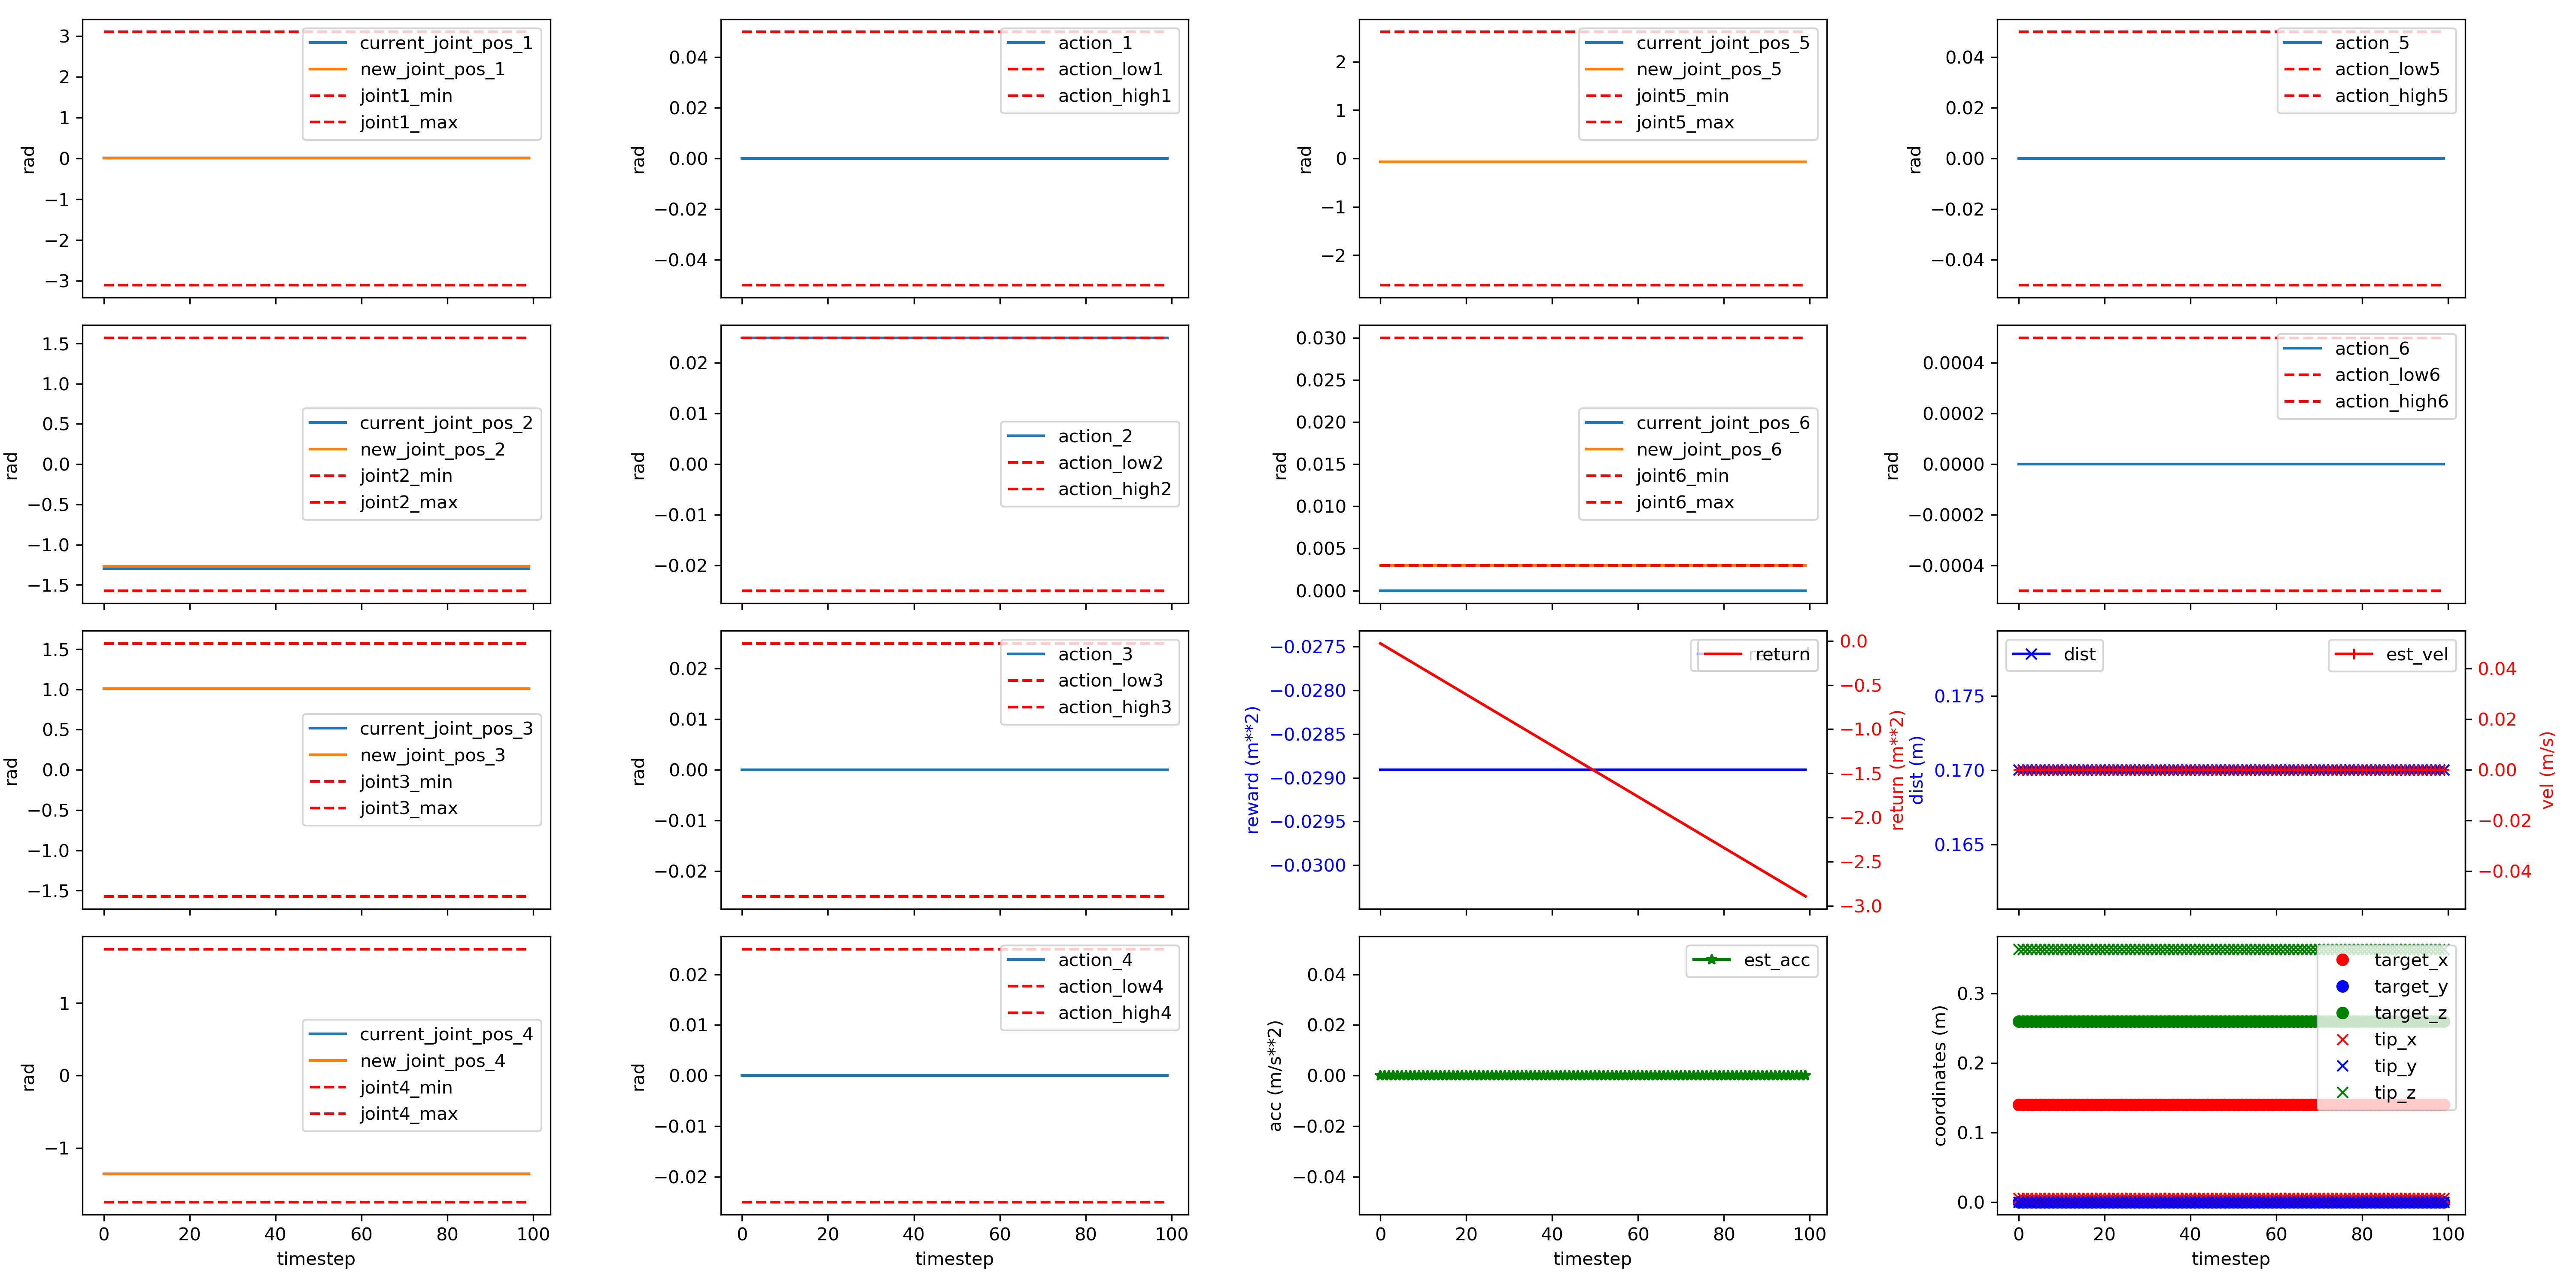 3
2
1
0
−1
−2
−3
rad
current_joint_pos_1
new_joint_pos_1
joint1_min
joint1_max
0.04
0.02
0.00
−0.02
−0.04
rad
action_1
action_low1
action_high1
2
1
0
−1
−2
rad
current_joint_pos_5
new_joint_pos_5
joint5_min
joint5_max
0.04
0.02
0.00
−0.02
−0.04
rad
action_5
action_low5
action_high5
1.5
1.0
0.5
0.0
−0.5
−1.0
−1.5
rad
current_joint_pos_2
new_joint_pos_2
joint2_min
joint2_max
0.02
0.01
0.00
−0.01
−0.02
rad
action_2
action_low2
action_high2
0.030
0.025
0.020
0.015
0.010
0.005
0.000
rad
current_joint_pos_6
new_joint_pos_6
joint6_min
joint6_max
0.0004
0.0002
0.0000
−0.0002
−0.0004
rad
action_6
action_low6
action_high6
1.5
1.0
0.5
0.0
−0.5
−1.0
−1.5
rad
current_joint_pos_3
new_joint_pos_3
joint3_min
joint3_max
0.02
0.01
0.00
−0.01
−0.02
rad
action_3
action_low3
action_high3
−0.0275
−0.0280
−0.0285
−0.0290
−0.0295
−0.0300
reward (m**2)
return
0.0
−0.5
−1.0
−1.5
−2.0
−2.5
−3.0
return (m**2)
0.175
0.170
0.165
dist (m)
dist
est_vel
0.04
0.02
0.00
−0.02
−0.04
vel (m/s)
1
0
−1
rad
current_joint_pos_4
new_joint_pos_4
joint4_min
joint4_max
0 20 40 60 80 100
timestep
0.02
0.01
0.00
−0.01
−0.02
rad
action_4
action_low4
action_high4
0 20 40 60 80 100
timestep
0.04
0.02
0.00
−0.02
−0.04
acc (m/s**2)
est_acc
0 20 40 60 80 100
timestep
0.3
0.2
0.1
0.0
coordinates (m)
target_x
target_y
target_z
tip_x
tip_y
tip_z
0 20 40 60 80 100
timestep